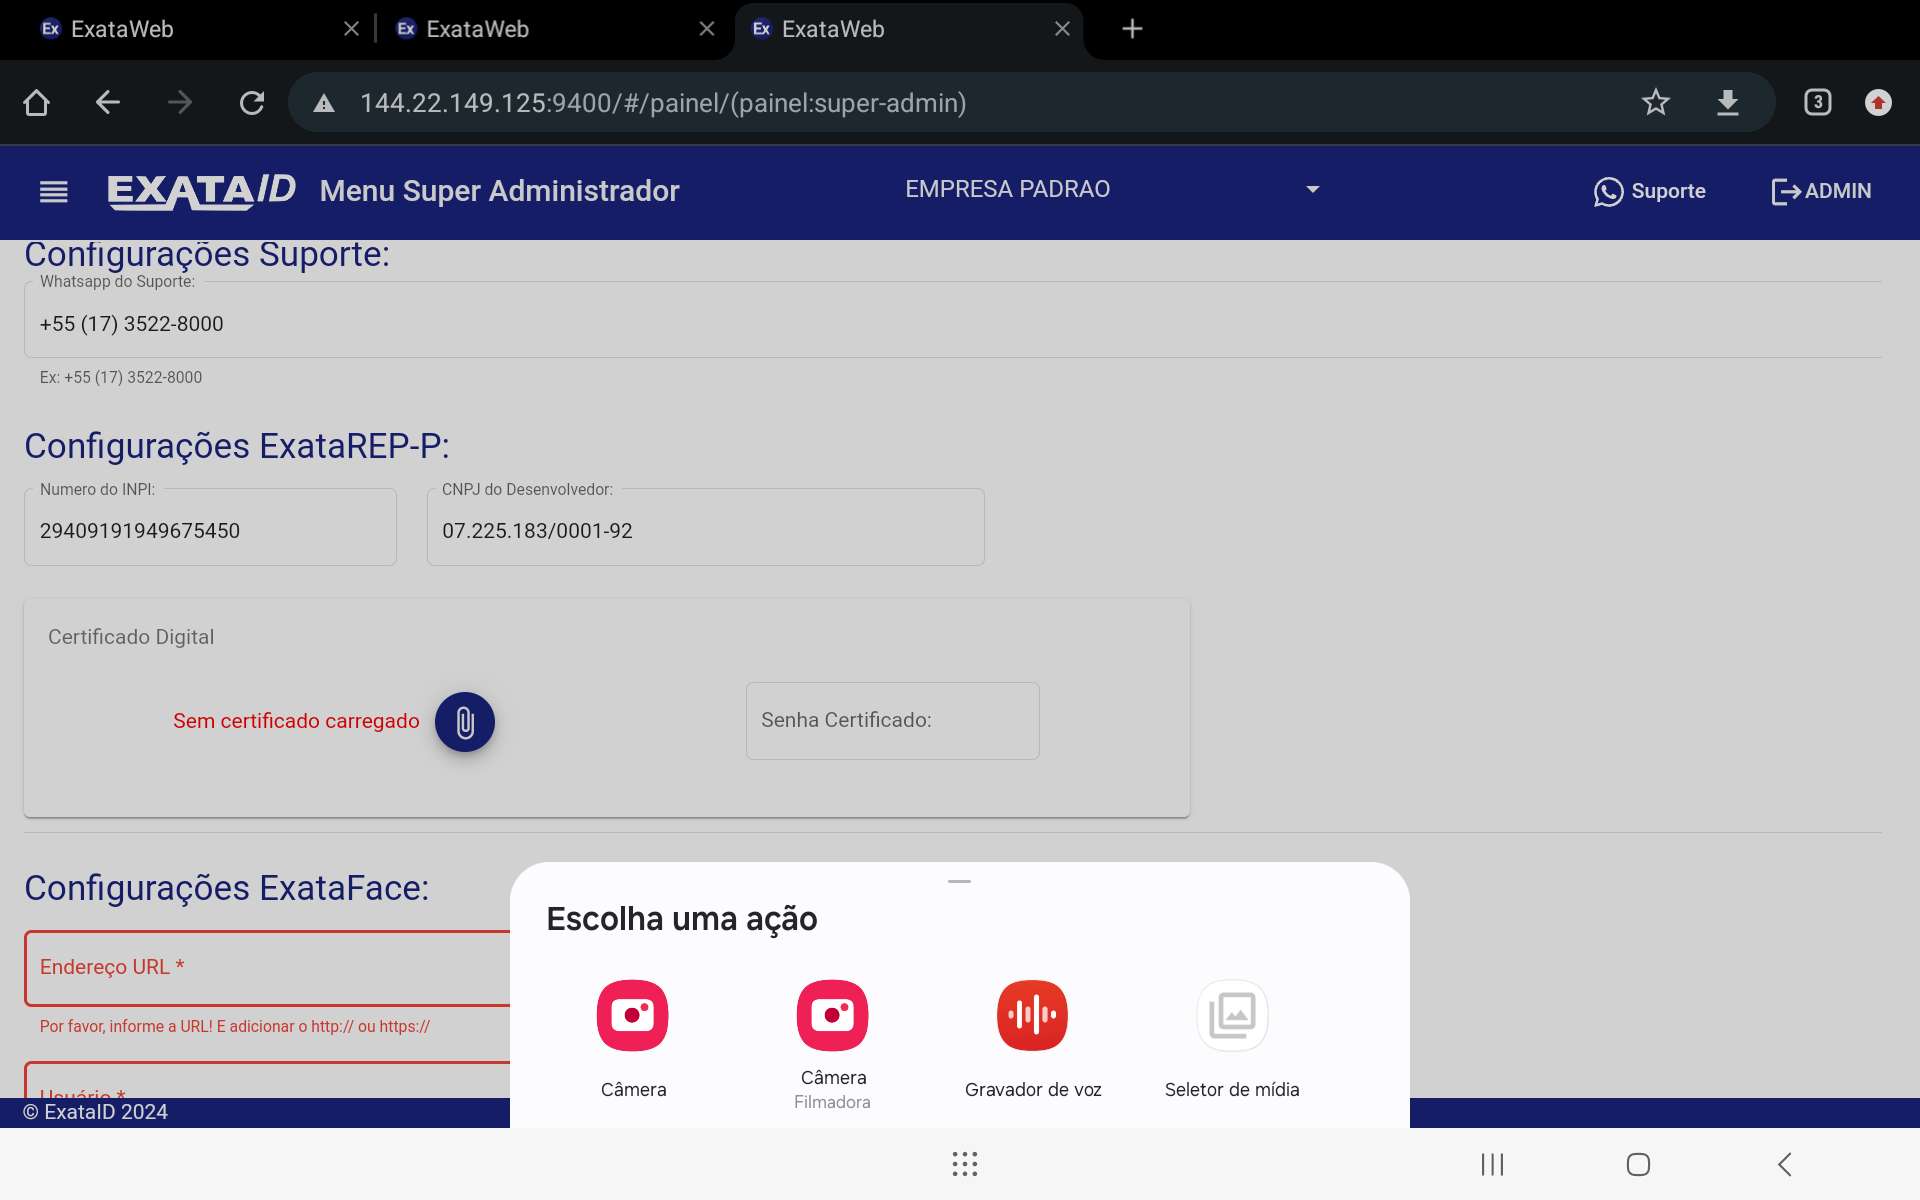 Ex ExataWeb
Ex ExataWeb
Ex ExataWeb
144.22.149.125:9400/#/painel/(painel:super-admin)
3
EXATAID
Menu Super Administrador
EMPRESA PADRAO
Suporte
ADMIN
Configurações Suporte:
Whatsapp do Suporte:
+55 (17) 3522-8000
Ex: +55 (17) 3522-8000
Configurações ExataREP-P:
Numero do INPI:
29409191949675450
CNPJ do Desenvolvedor:
07.225.183/0001-92
Certificado Digital
Sem certificado carregado
Senha Certificado:
Configurações ExataFace:
Endereço URL *
Por favor, informe a URL! E adicionar o http:// ou https://
Usuário *
© ExataID 2024
Escolha uma ação
Câmera
Câmera
Filmadora
Gravador de voz
Seletor de mídia